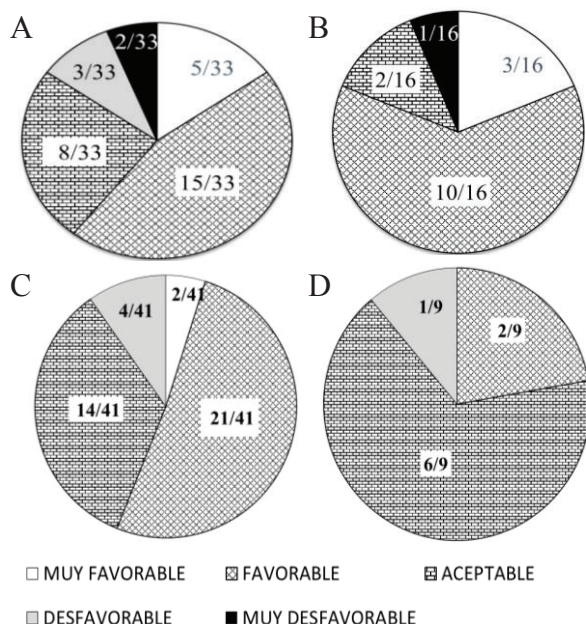 A
2/33
5/33
3/33
8/33
15/33
B
1/16
3/16
2/16
10/16
C
4/41
2/41
14/41
21/41
D
1/9
2/9
6/9
MUY FAVORABLE FAVORABLE ACEPTABLE
DESFAVORABLE MUY DESFAVORABLE